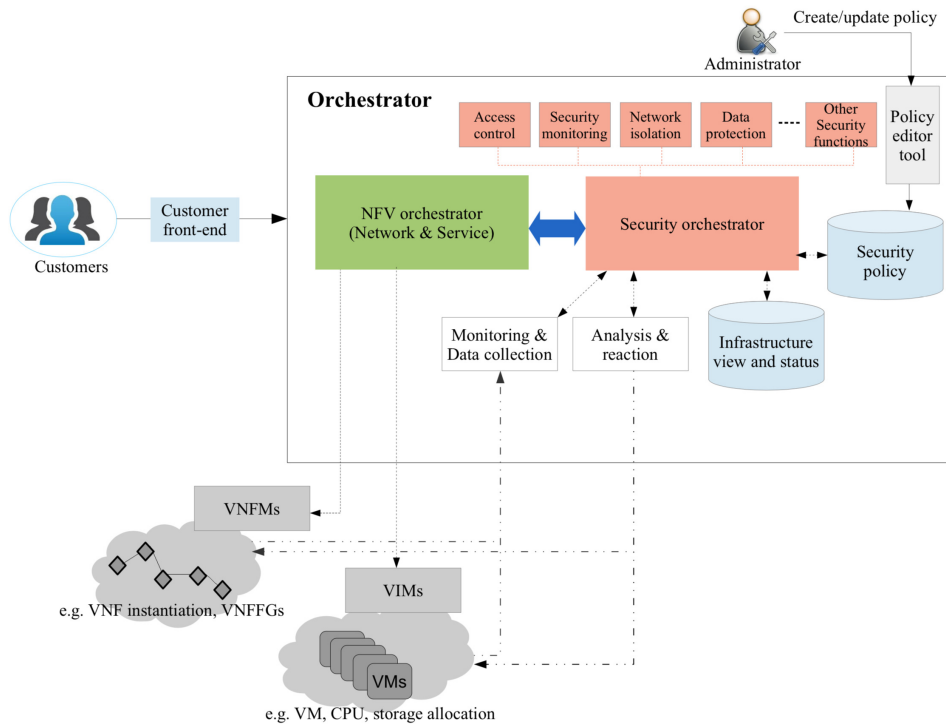 Create/update policy
Administrator
Orchestrator
Access
control
Security
monitoring
Network
isolation
Data
protection
Other
Security
functions
Policy
editor
tool
Customer
front-end
Customers
NFV orchestrator
(Network & Service)
Security orchestrator
Security
policy
Monitoring &
Data collection
Analysis &
reaction
Infrastructure
view and status
VNFMs
e.g. VNF instantiation, VNFFGs
VIMs
VMs
e.g. VM, CPU, storage allocation